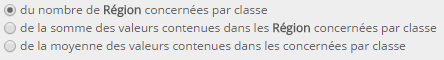 du nombre de Région concernées par classe
de la somme des valeurs contenues dans les Région concernées par classe
de la moyenne des valeurs contenues dans les concernées par classe